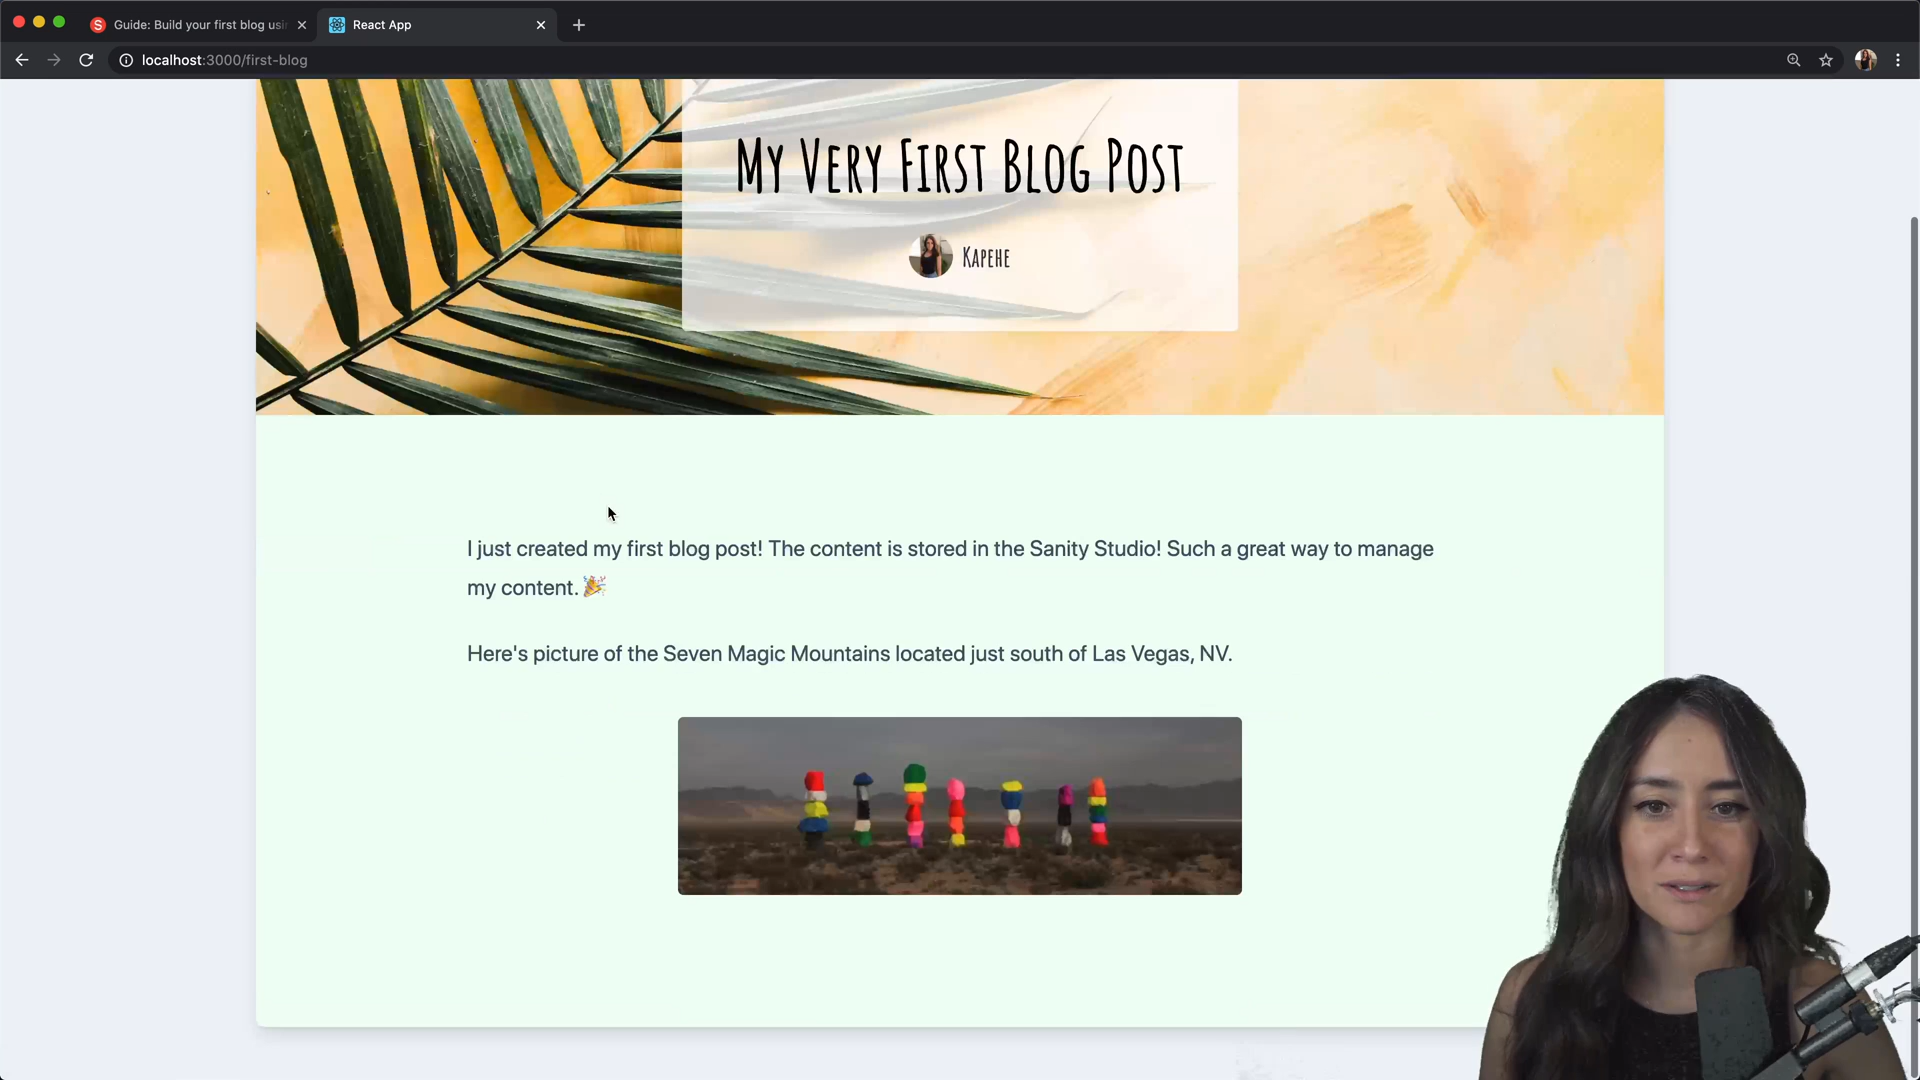 S Guide: Build your first blog usi
React App
localhost:3000/first-blog
My Very First Blog Post
Kapehe
I just created my first blog post! The content is stored in the Sanity Studio! Such a great way to manage
my content. 🎉
Here's picture of the Seven Magic Mountains located just south of Las Vegas, NV.